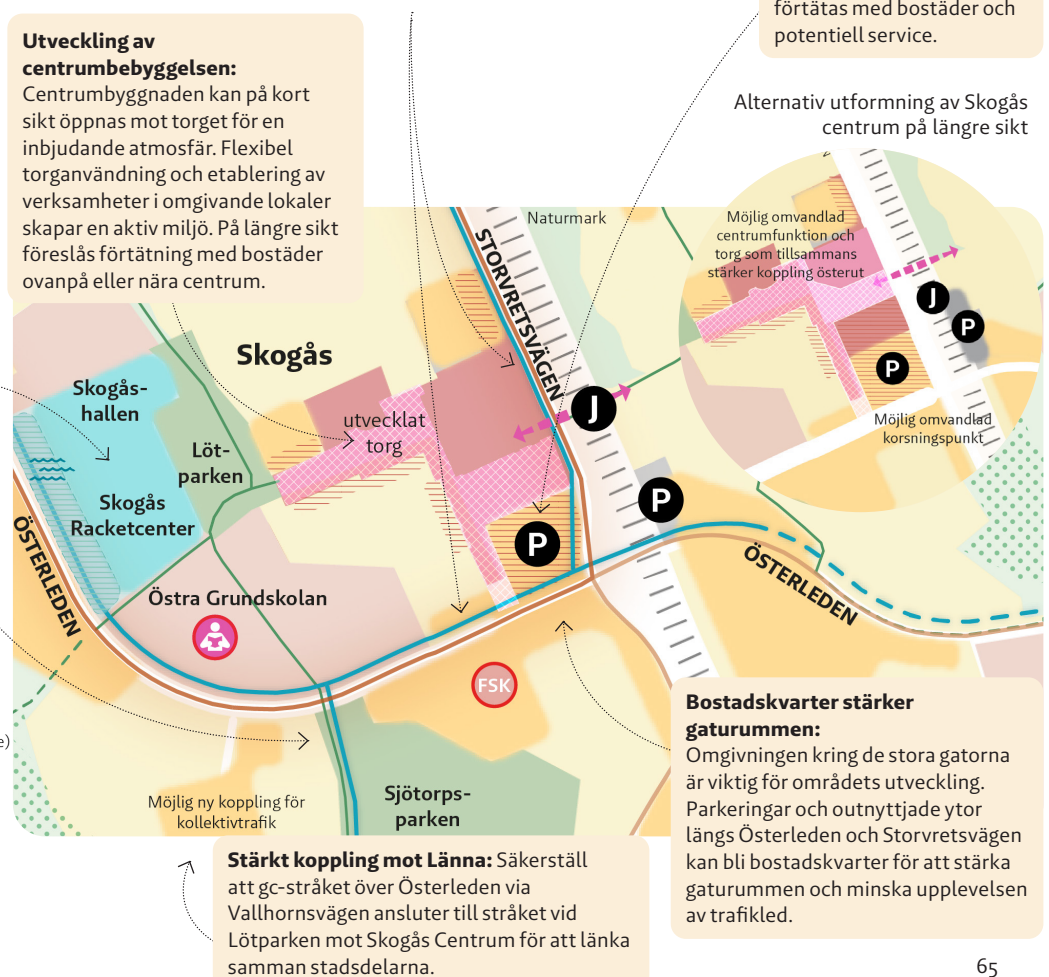 förtätas med bostäder och
potentiell service.
Utveckling av
centrumbebyggelsen:
Centrumbyggnaden kan på kort
sikt öppnas mot torget för en
inbjudande atmosfär. Flexibel
torganvändning och etablering av
verksamheter i omgivande lokaler
skapar en aktiv miljö. På längre sikt
föreslås förtätning med bostäder
ovanpå eller nära centrum.
Alternativ utformning av Skogås
centrum på längre sikt
Naturmark
STORVRETSVÄGEN
Möjlig omvandlad
centrumfunktion och
torg som tillsammans
stärker koppling österut
J
P
P
Möjlig omvandlad
korsningspunkt
Skogås
Skogås-
hallen
utvecklat
torg
J
Löt-
parken
Skogås
Racketcenter
P
P
ÖSTERLEDEN
ÖSTERLEDEN
Östra Grundskolan
FSK
e)
Möjlig ny koppling för
kollektivtrafik
Sjötorps-
parken
Bostadskvarter stärker
gaturummen:
Omgivningen kring de stora gatorna
är viktig för områdets utveckling.
Parkeringar och outnyttjade ytor
längs Österleden och Storvretsvägen
kan bli bostadskvarter för att stärka
gaturummen och minska upplevelsen
av trafikled.
Stärkt koppling mot Länna: Säkerställ
att gc-stråket över Österleden via
Vallhornsvägen ansluter till stråket vid
Lötparken mot Skogås Centrum för att länka
samman stadsdelarna.
65